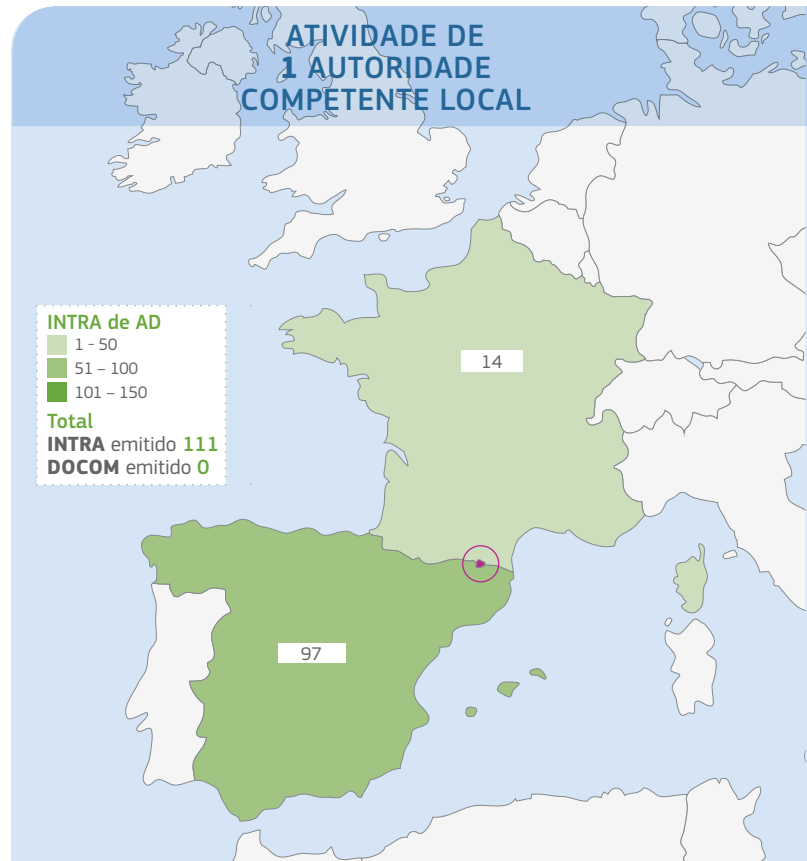 ATIVIDADE DE
1 AUTORIDADE
COMPETENTE LOCAL
INTRA de AD
1 - 50
51 – 100
101 – 150
Total
INTRA emitido 111
DOCOM emitido 0
14
97